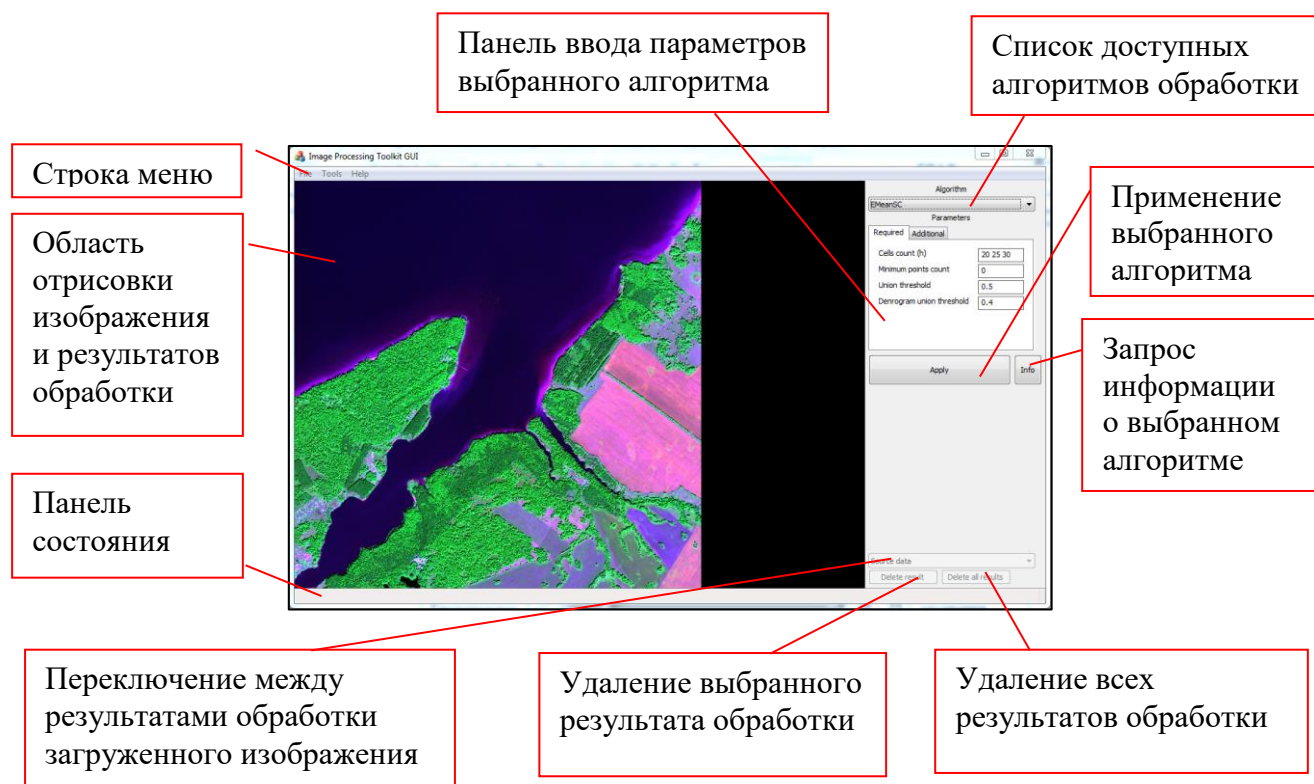 Панель ввода параметров
выбранного алгоритма
Список доступных
алгоритмов обработки
Строка меню
Область
отрисовки
изображения
и результатов
обработки
Панель
состояния
Image Processing Toolkit GUI
File Tools Help
Algorithm
EMeanSC
Parameters
Required Additional
Cells count (h) 20 25 30
Minimum points count 0
Union threshold 0.5
Denrogram union threshold 0.4
Apply Info
Source data
Delete result Delete all results
Применение
выбранного
алгоритма
Запрос
информации
о выбранном
алгоритме
Переключение между
результатами обработки
загруженного изображения
Удаление выбранного
результата обработки
Удаление всех
результатов обработки